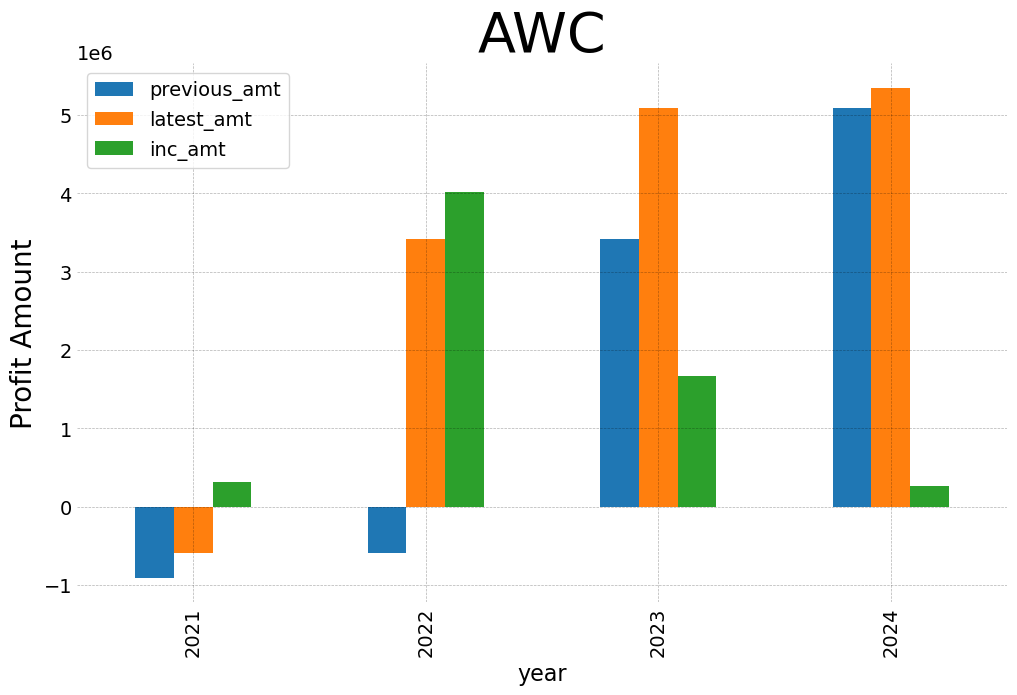 AWC
1e6
previous_amt
latest_amt
inc_amt
5
4
3
2
1
0
−1
Profit Amount
2021
2022
2023
2024
year